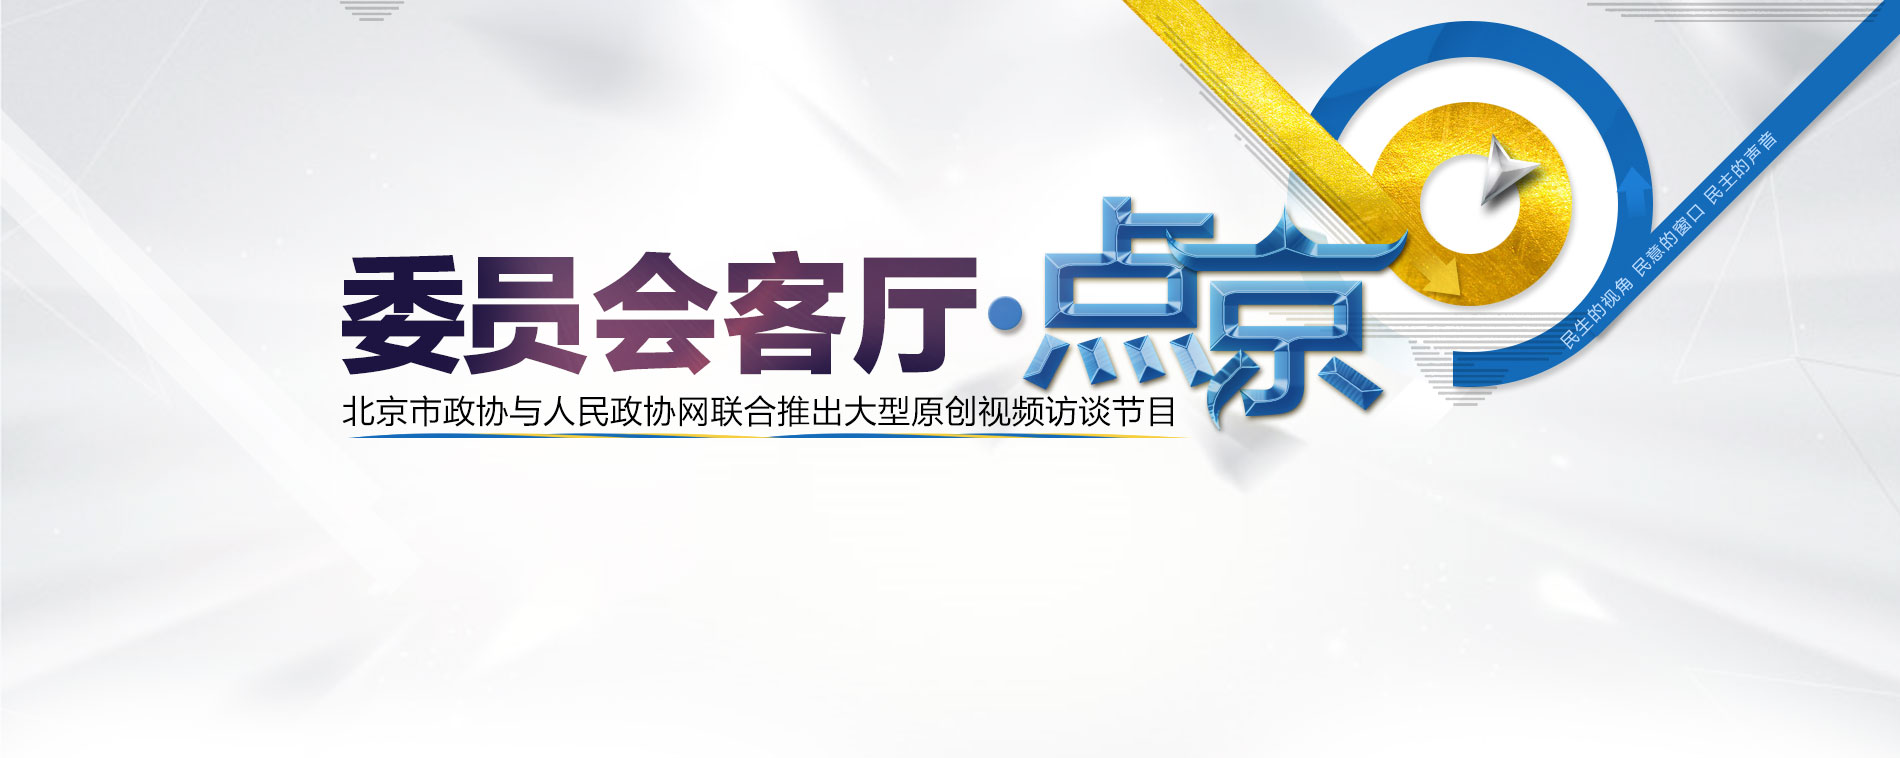 委员会客厅·点京
北京市政协与人民政协网联合推出大型原创视频访谈节目
民生的视角 民意的窗口 民主的声音